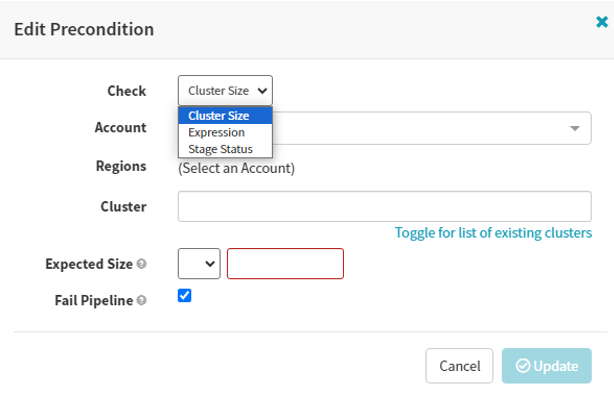 Edit Precondition
Check
Cluster Size
Cluster Size
Expression
Stage Status
Account
Regions
(Select an Account)
Cluster
Toggle for list of existing clusters
Expected Size
Fail Pipeline
Cancel
Update